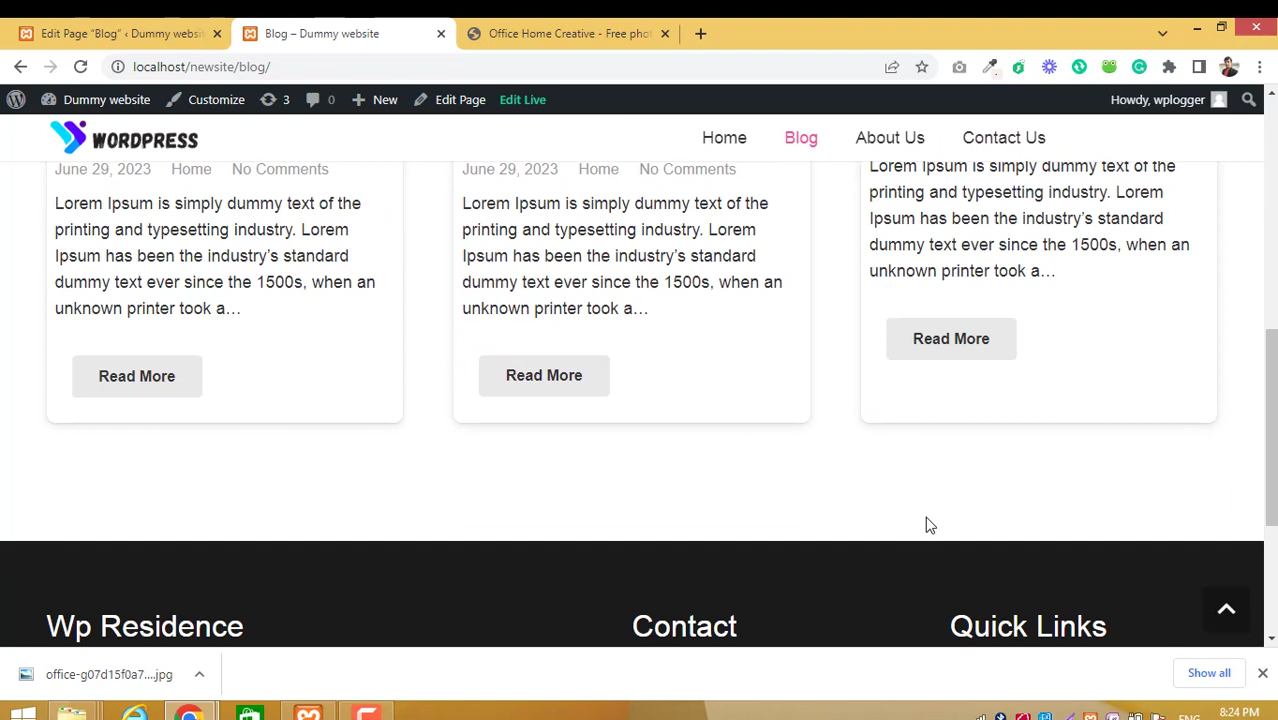 Edit Page "Blog" ‹ Dummy websi
Blog – Dummy website
Office Home Creative - Free phot
localhost/newsite/blog/
Dummy website
Customize
3
0
New
Edit Page
Edit Live
Howdy, wplogger
WORDPRESS
Home
Blog
About Us
Contact Us
June 29, 2023 Home No Comments
Lorem Ipsum is simply dummy text of the
printing and typesetting industry. Lorem
Ipsum has been the industry’s standard
dummy text ever since the 1500s, when an
unknown printer took a…
Read More
June 29, 2023 Home No Comments
Lorem Ipsum is simply dummy text of the
printing and typesetting industry. Lorem
Ipsum has been the industry’s standard
dummy text ever since the 1500s, when an
unknown printer took a…
Read More
Lorem Ipsum is simply dummy text of the
printing and typesetting industry. Lorem
Ipsum has been the industry’s standard
dummy text ever since the 1500s, when an
unknown printer took a…
Read More
Wp Residence
Contact
Quick Links
office-g07d15f0a7....jpg
Show all
ENG
8:24 PM